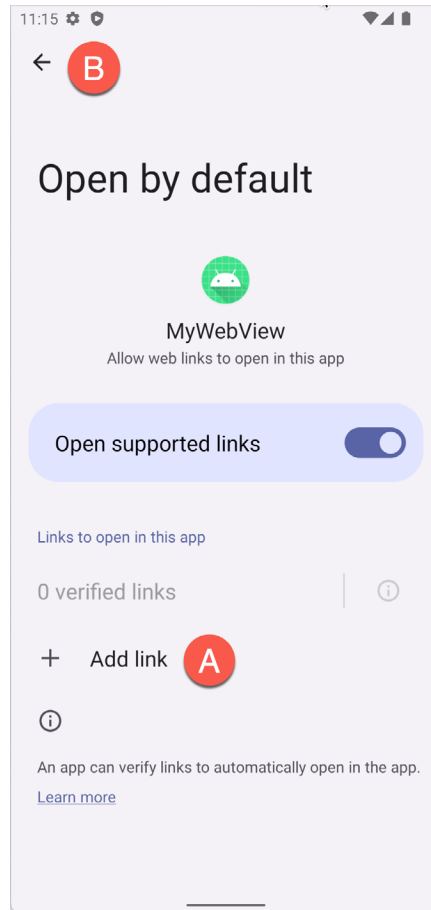 11:15
B
Open by default
MyWebView
Allow web links to open in this app
Open supported links
Links to open in this app
0 verified links
Add link A
An app can verify links to automatically open in the app.
Learn more